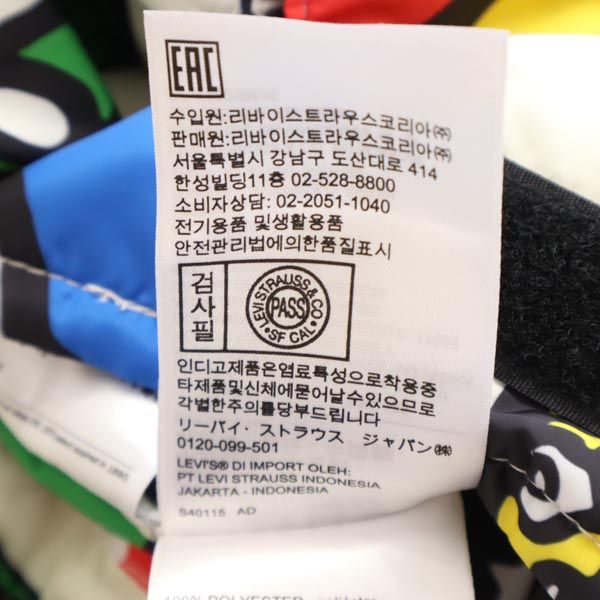 EAC
수입원:리바이스트라우스코리아㈜
판매원:리바이스트라우스코리아㈜
서울특별시 강남구 도산대로 414
한성빌딩11층 02-528-8800
소비자상담: 02-2051-1040
전기용품 및생활용품
안전관리법에의한품질표시
검사필
LEVI STRAUSS & CO
PASS
SF CAL
인디고제품은염료특성으로착용중
타제품및신체에묻어날수있으므로
각별한주의를당부드립니다
リーバイ・ストラウス ジャパン㈱
0120-099-501
LEVI'S® DI IMPORT OLEH:
PT LEVI STRAUSS INDONESIA
JAKARTA - INDONESIA
S40115 AD
100% POLYESTER